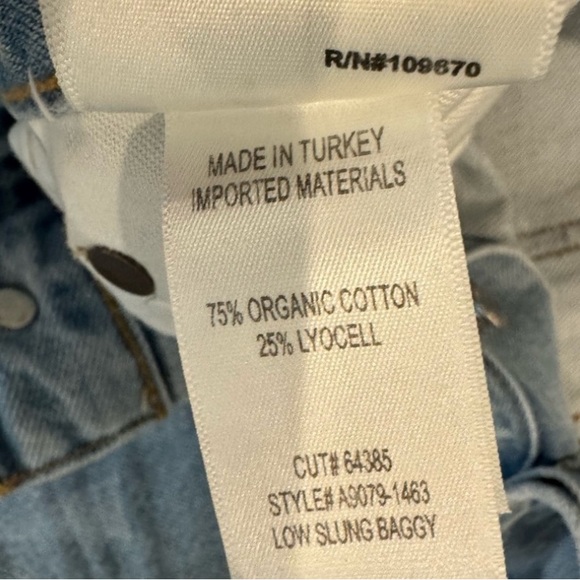 R/N#109670
MADE IN TURKEY
IMPORTED MATERIALS
75% ORGANIC COTTON
25% LYOCELL
CUT# 64385
STYLE# A9079-1463
LOW SLUNG BAGGY